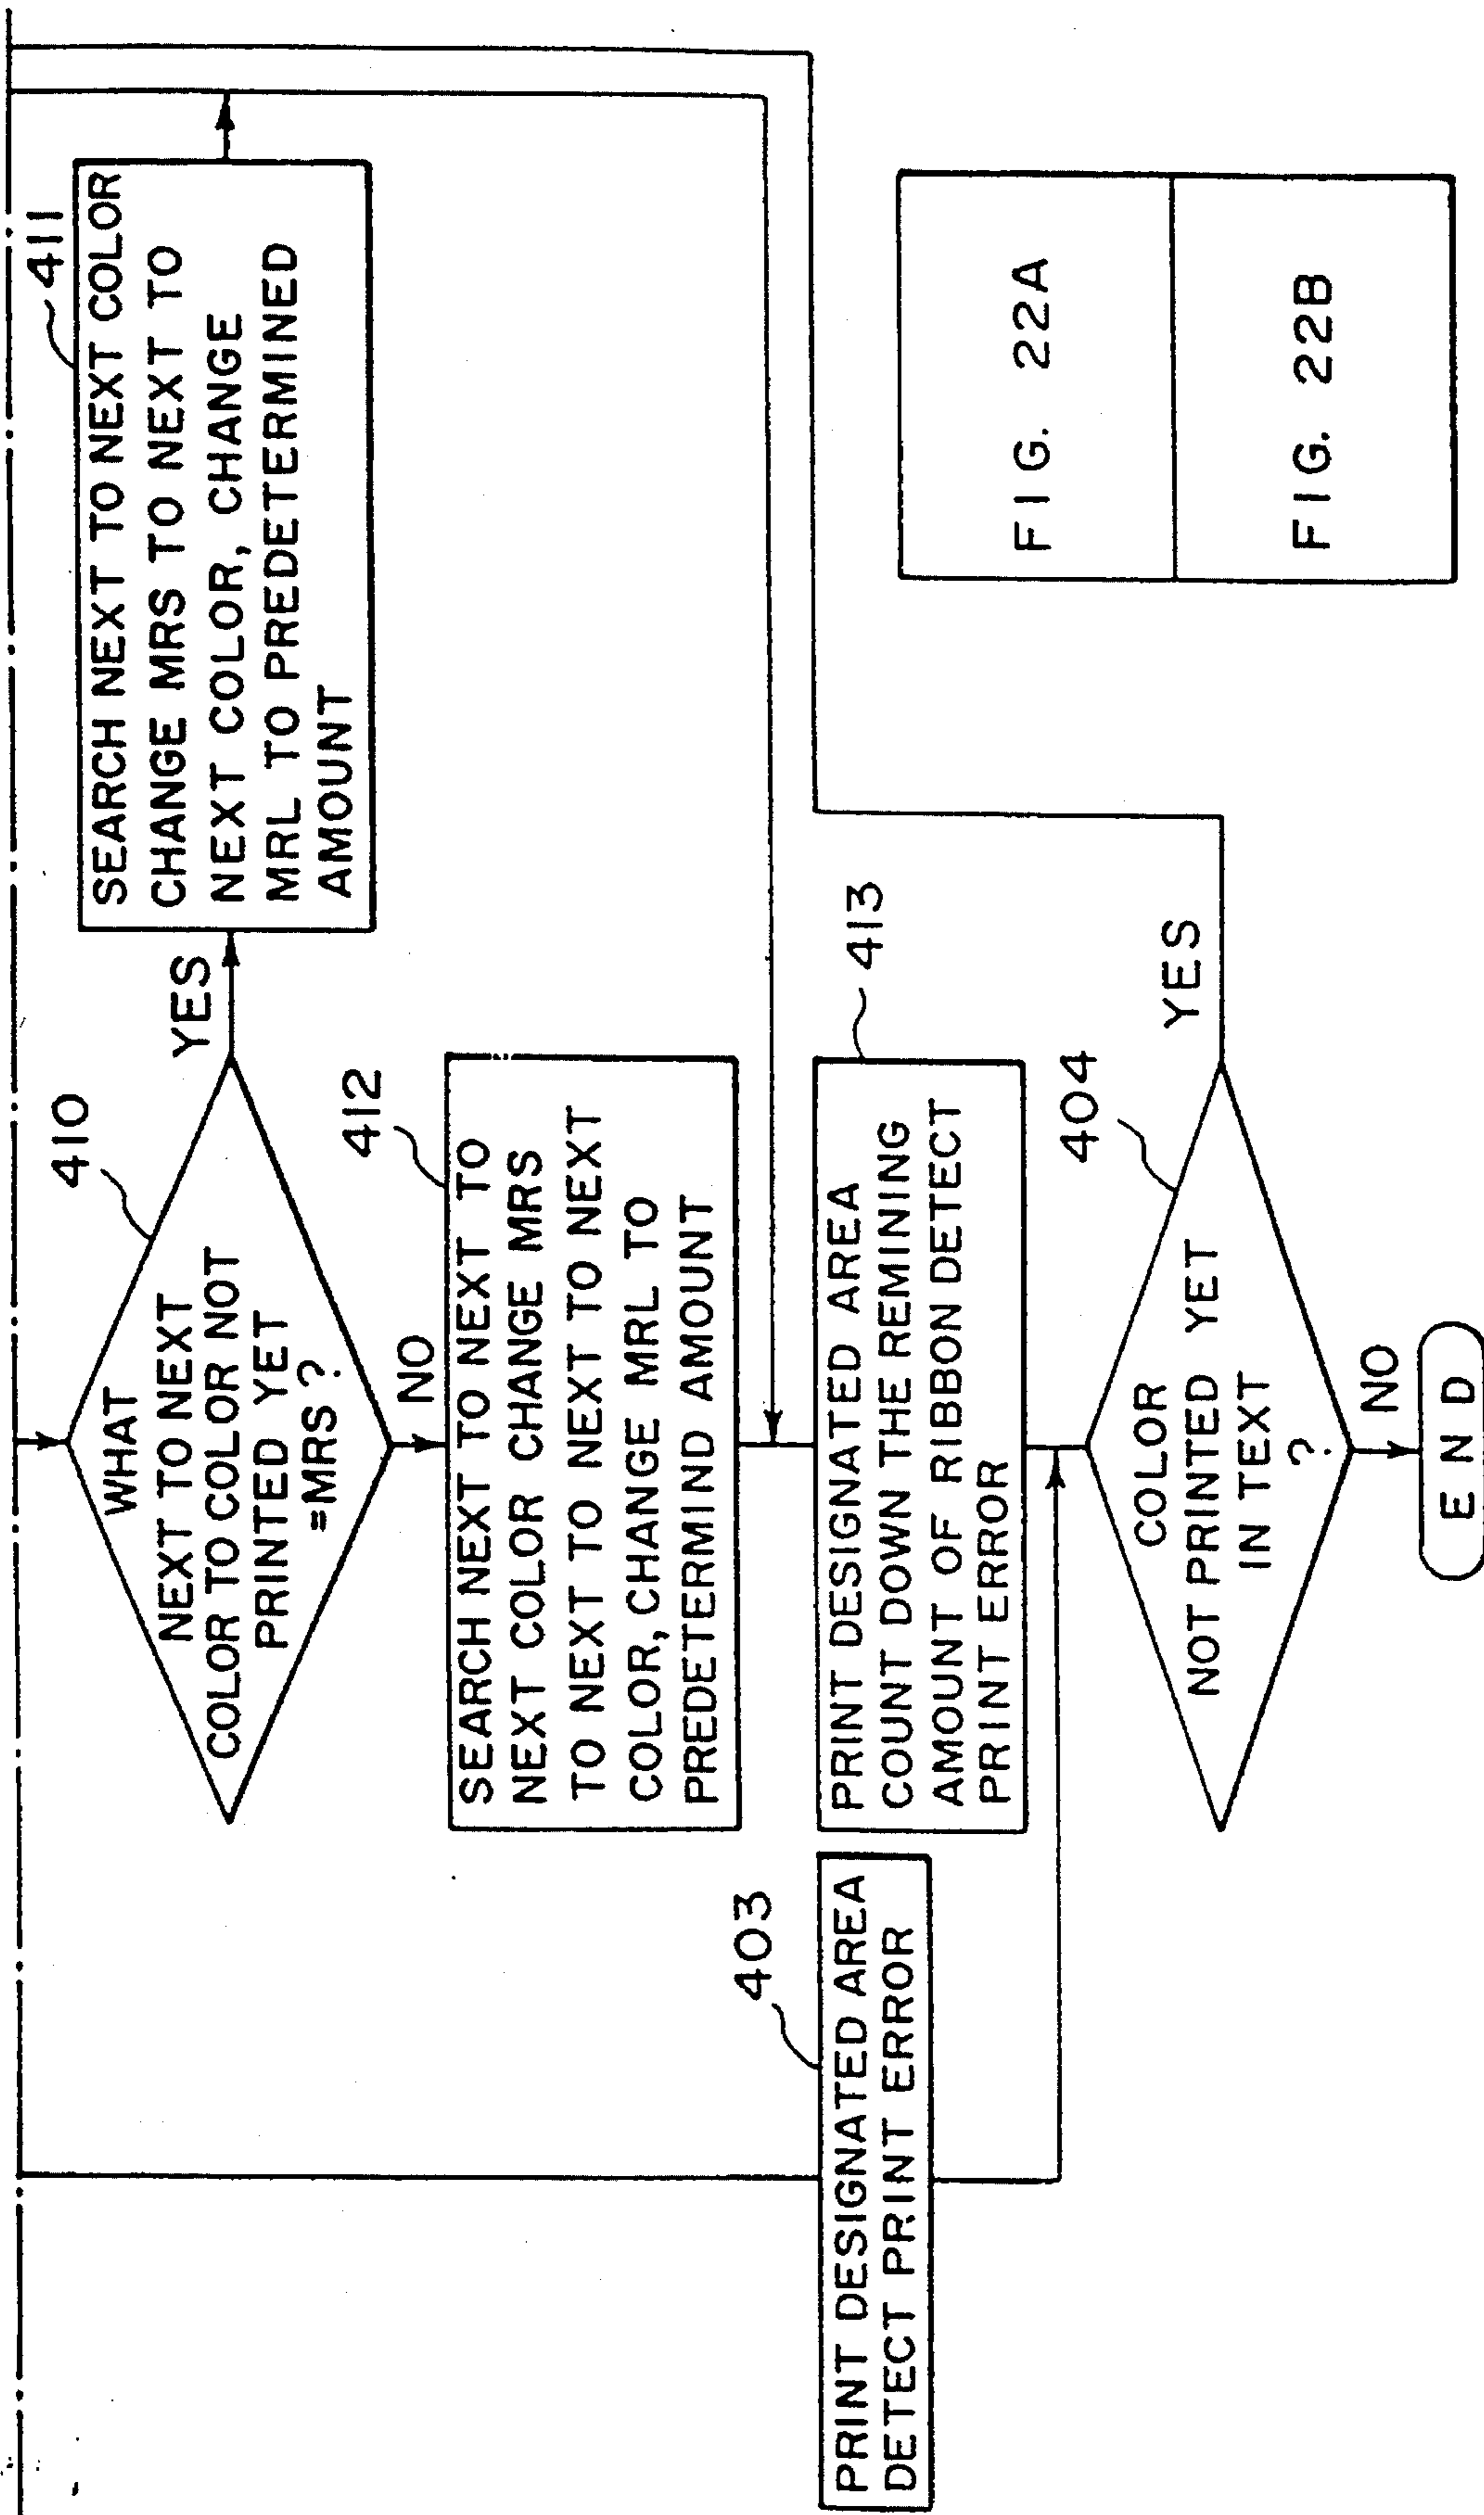 410
WHAT
NEXT TO NEXT
COLOR TO COLOR NOT
PRINTED YET
=MRS ?
YES
411
SEARCH NEXT TO NEXT COLOR
CHANGE MRS TO NEXT TO
NEXT COLOR, CHANGE
MRL TO PREDETERMINED
AMOUNT
NO
412
SEARCH NEXT TO NEXT TO
NEXT COLOR CHANGE MRS
TO NEXT TO NEXT TO NEXT
COLOR, CHANGE MRL TO
PREDETERMIND AMOUNT
403
PRINT DESIGNATED AREA
DETECT PRINT ERROR
413
PRINT DESIGNATED AREA
COUNT DOWN THE REMINING
AMOUNT OF RIBBON DETECT
PRINT ERROR
404
COLOR
NOT PRINTED YET
IN TEXT
?
YES
NO
END
FIG. 22A
FIG. 22B